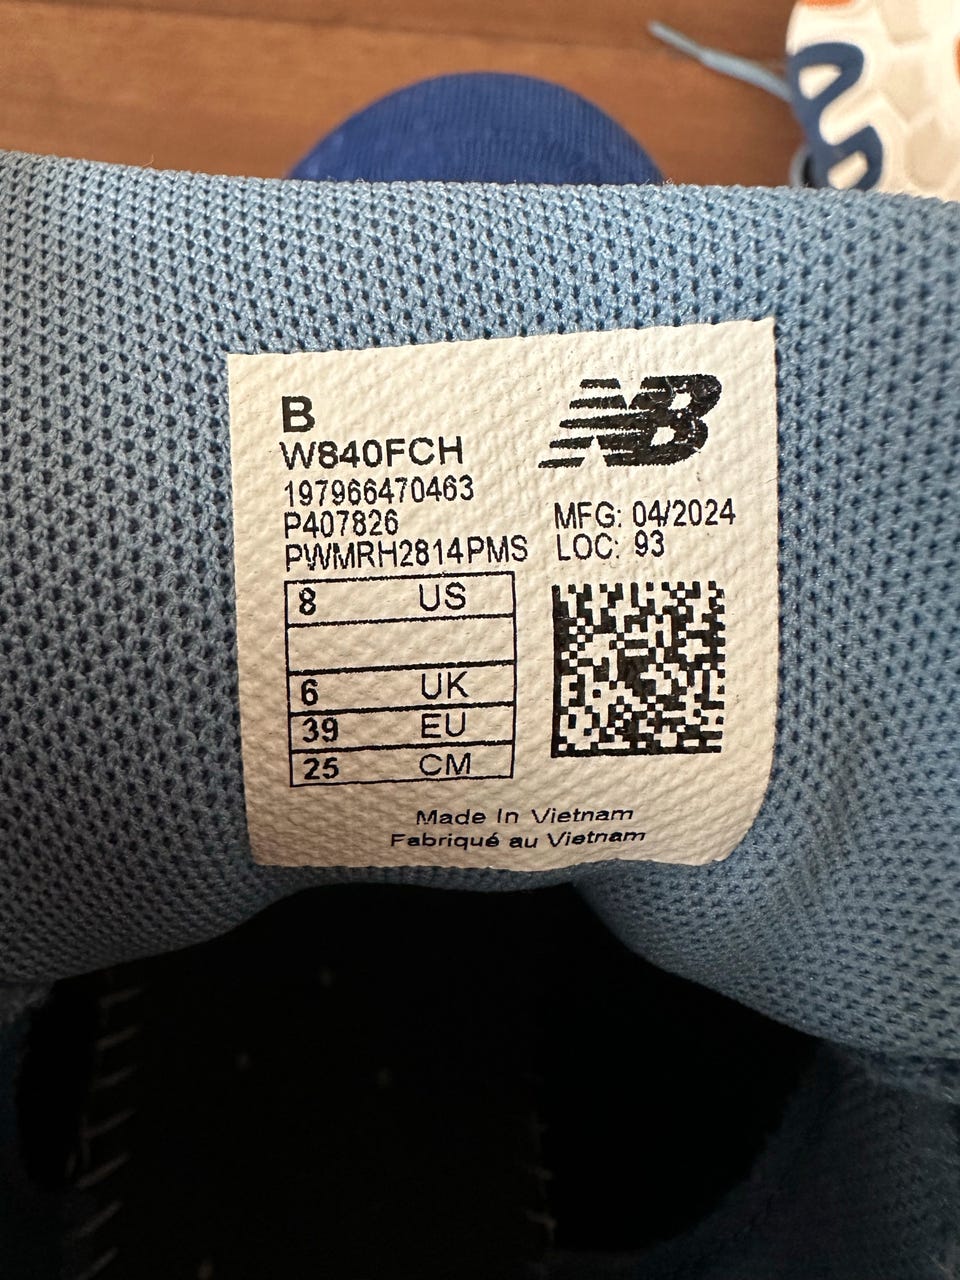 B
W840FCH
197966470463
P407826
PWMRH2814PMS
NB
MFG: 04/2024
LOC: 93
8 US
6 UK
39 EU
25 CM
Made In Vietnam
Fabriqué au Vietnam